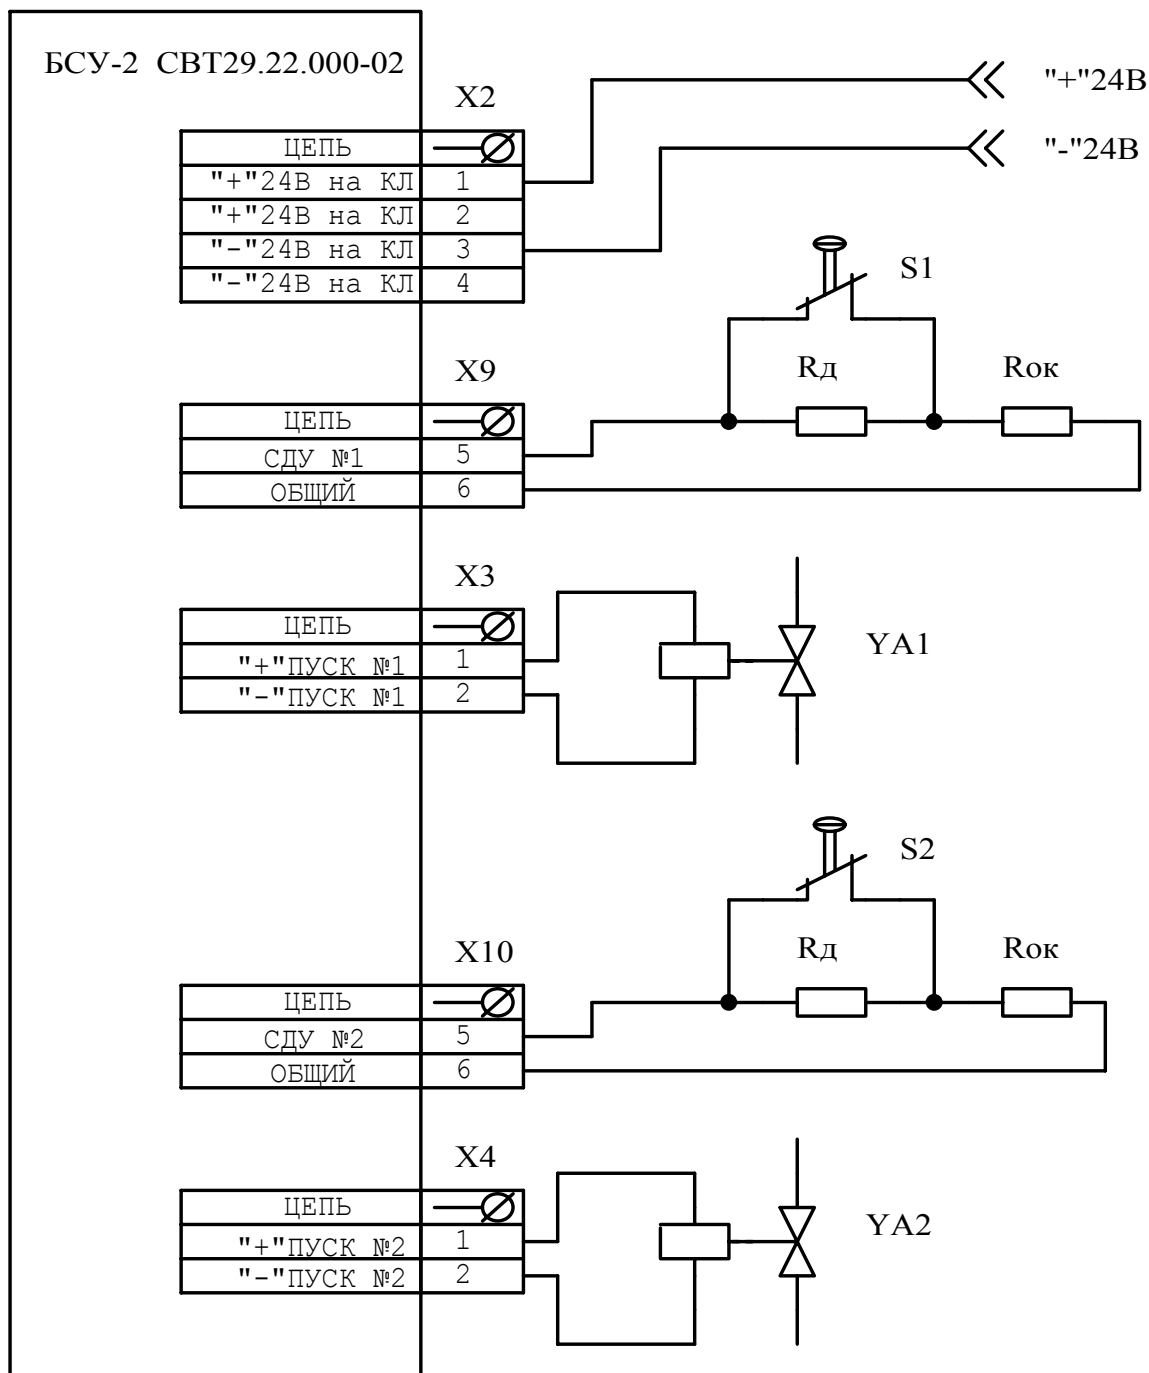 БСУ-2 СВТ29.22.000-02
X2
"+"24В
"-"24В
ЦЕПЬ
"+"24В на КЛ 1
"+"24В на КЛ 2
"-"24В на КЛ 3
"-"24В на КЛ 4
S1
X9
Rд
Rок
ЦЕПЬ
СДУ №1 5
ОБЩИЙ 6
X3
ЦЕПЬ
"+"ПУСК №1 1
"-"ПУСК №1 2
YA1
S2
X10
Rд
Rок
ЦЕПЬ
СДУ №2 5
ОБЩИЙ 6
X4
ЦЕПЬ
"+"ПУСК №2 1
"-"ПУСК №2 2
YA2